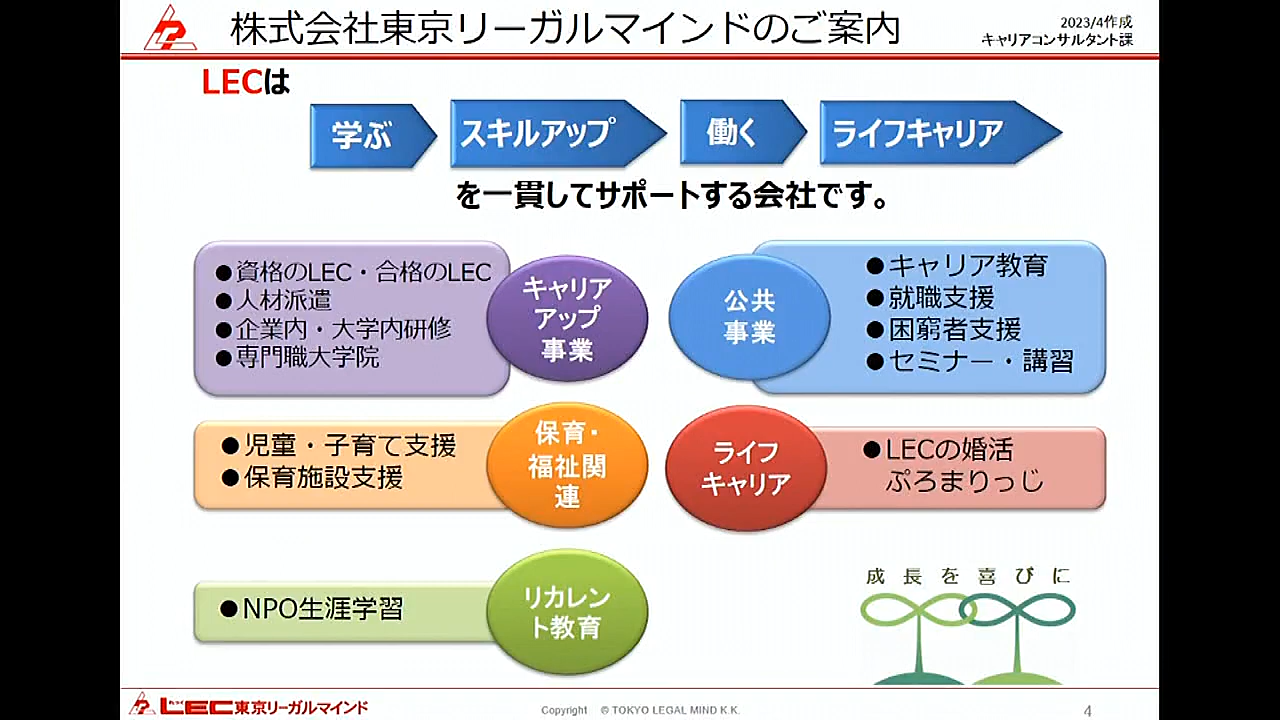 株式会社東京リーガルマインドのご案内
2023/4作成
キャリアコンサルタント課
LECは
学ぶ
スキルアップ
働く
ライフキャリア
を一貫してサポートする会社です。
●資格のLEC・合格のLEC
●人材派遣
●企業内・大学内研修
●専門職大学院
キャリア
アップ
事業
公共
事業
●キャリア教育
●就職支援
●困窮者支援
●セミナー・講習
●児童・子育て支援
●保育施設支援
保育・
福祉関
連
ライフ
キャリア
●LECの婚活
ぷろまりっじ
●NPO生涯学習
リカレン
ト教育
成長を喜びに
LEC東京リーガルマインド
Copyright © TOKYO LEGAL MIND K.K.
4